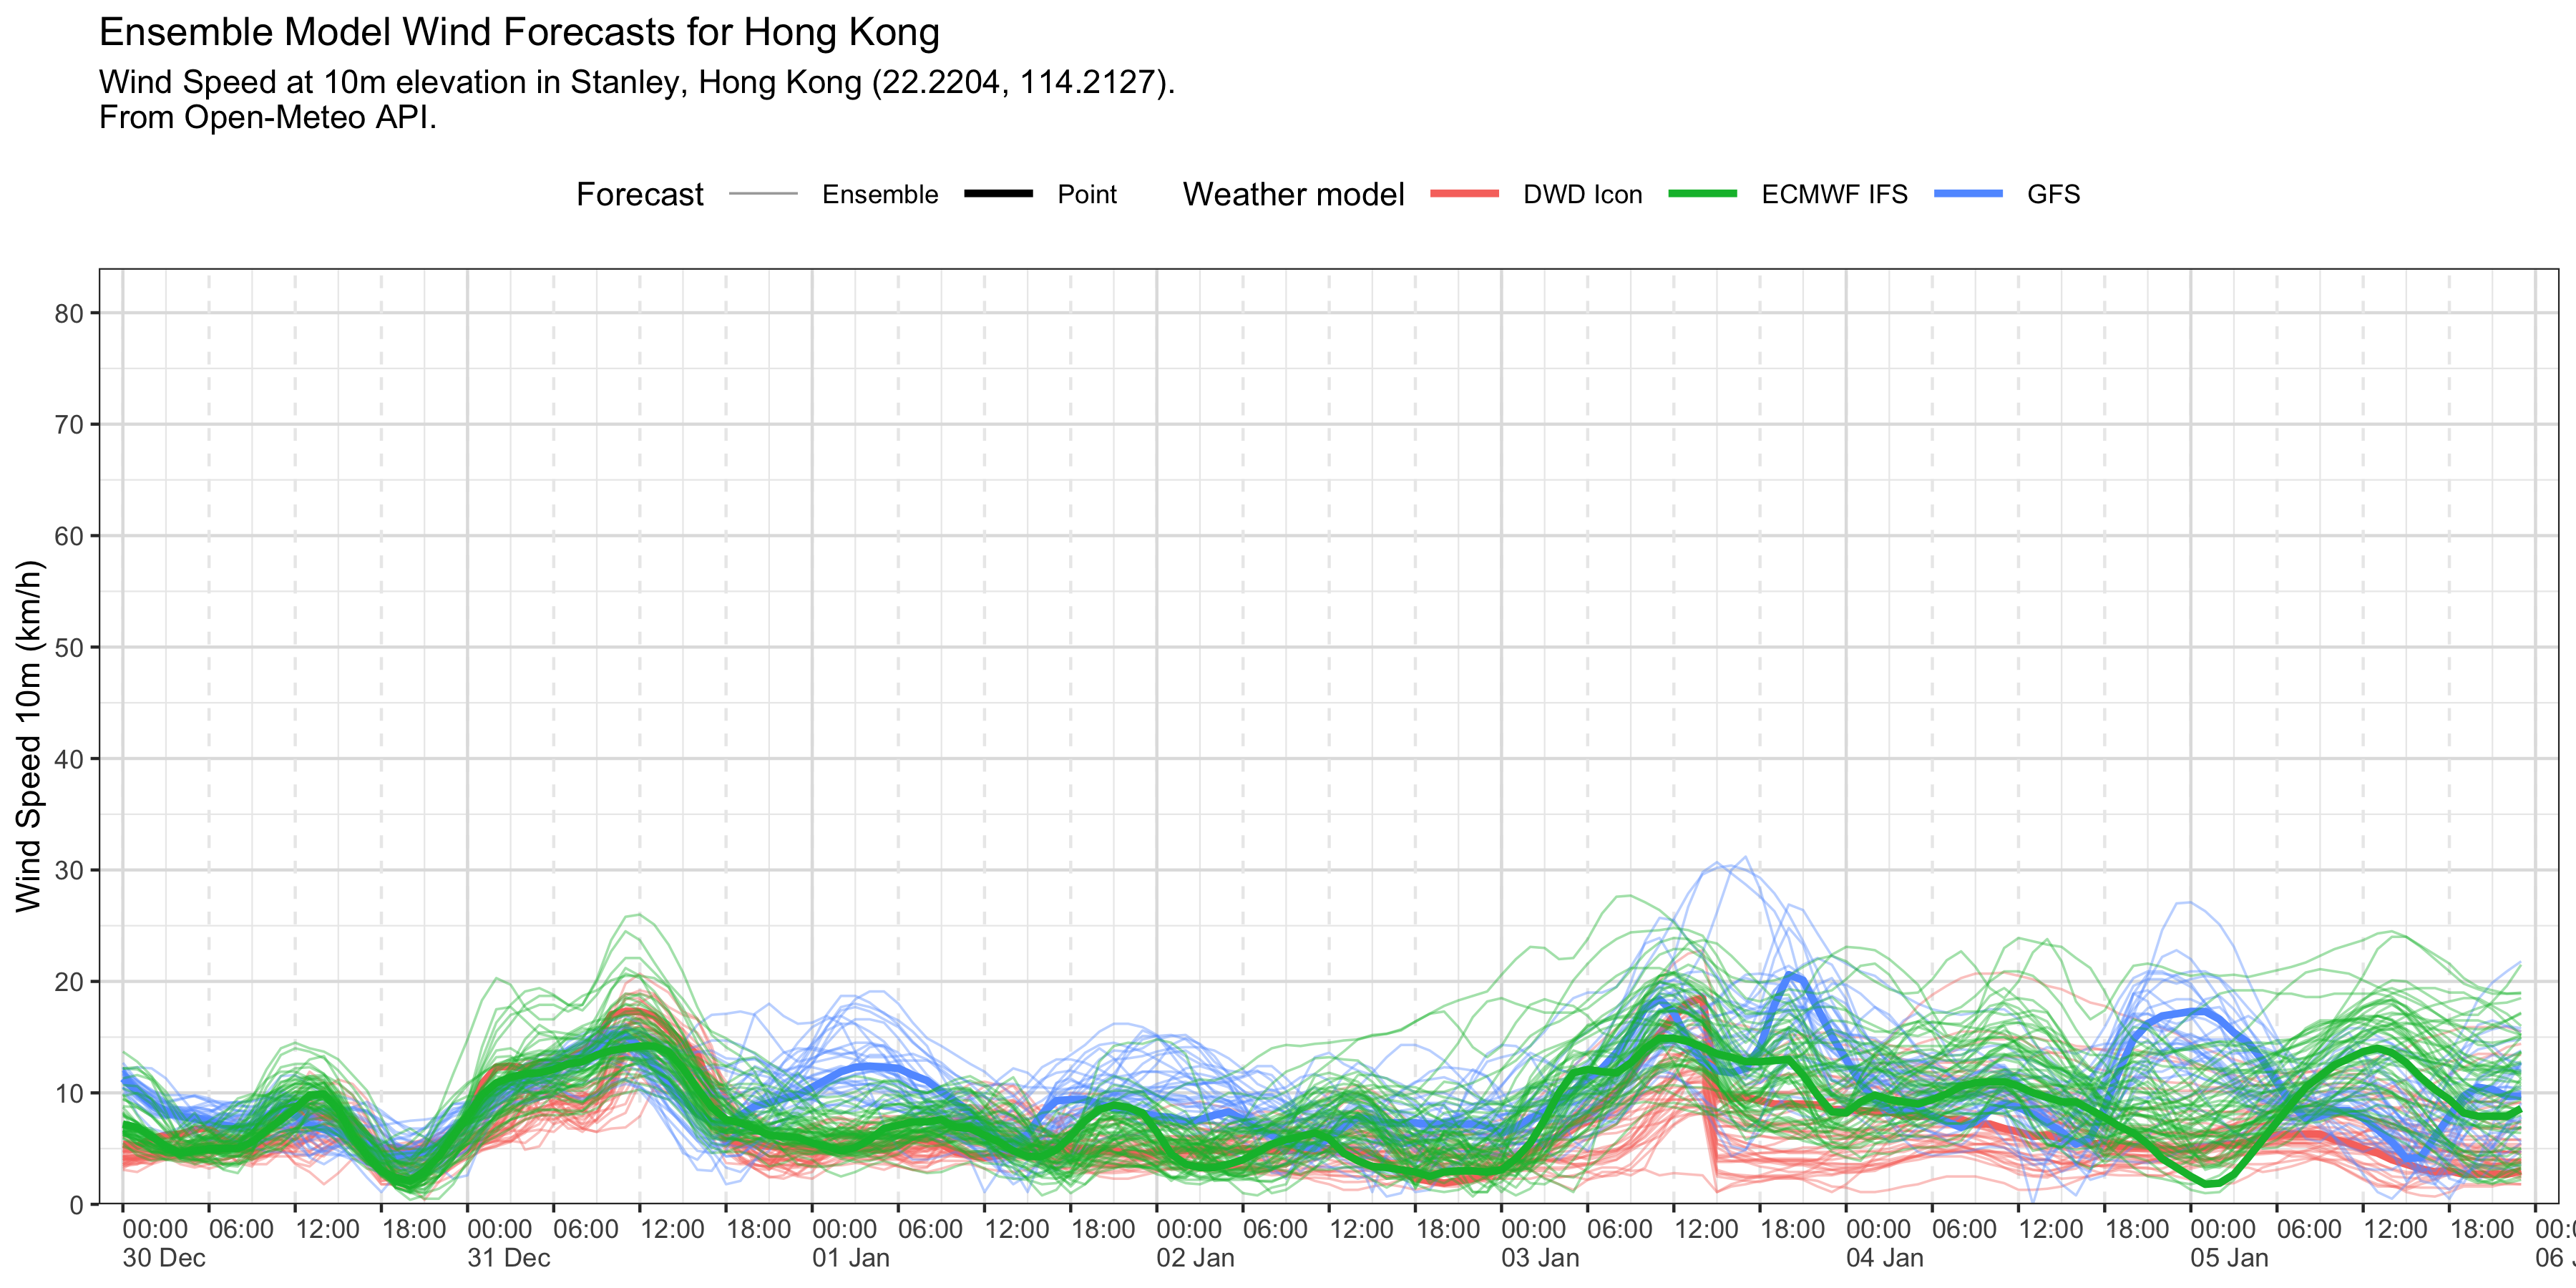 Ensemble Model Wind Forecasts for Hong Kong
Wind Speed at 10m elevation in Stanley, Hong Kong (22.2204, 114.2127).
From Open-Meteo API.
Forecast Ensemble Point Weather model DWD Icon ECMWF IFS GFS
Wind Speed 10m (km/h)
80
70
60
50
40
30
20
10
0
00:00 06:00 12:00 18:00 00:00 06:00 12:00 18:00 00:00 06:00 12:00 18:00 00:00 06:00 12:00 18:00 00:00 06:00 12:00 18:00 00:00 06:00 12:00 18:00 00:00 06:00 12:00 18:00
30 Dec 31 Dec 01 Jan 02 Jan 03 Jan 04 Jan 05 Jan 06